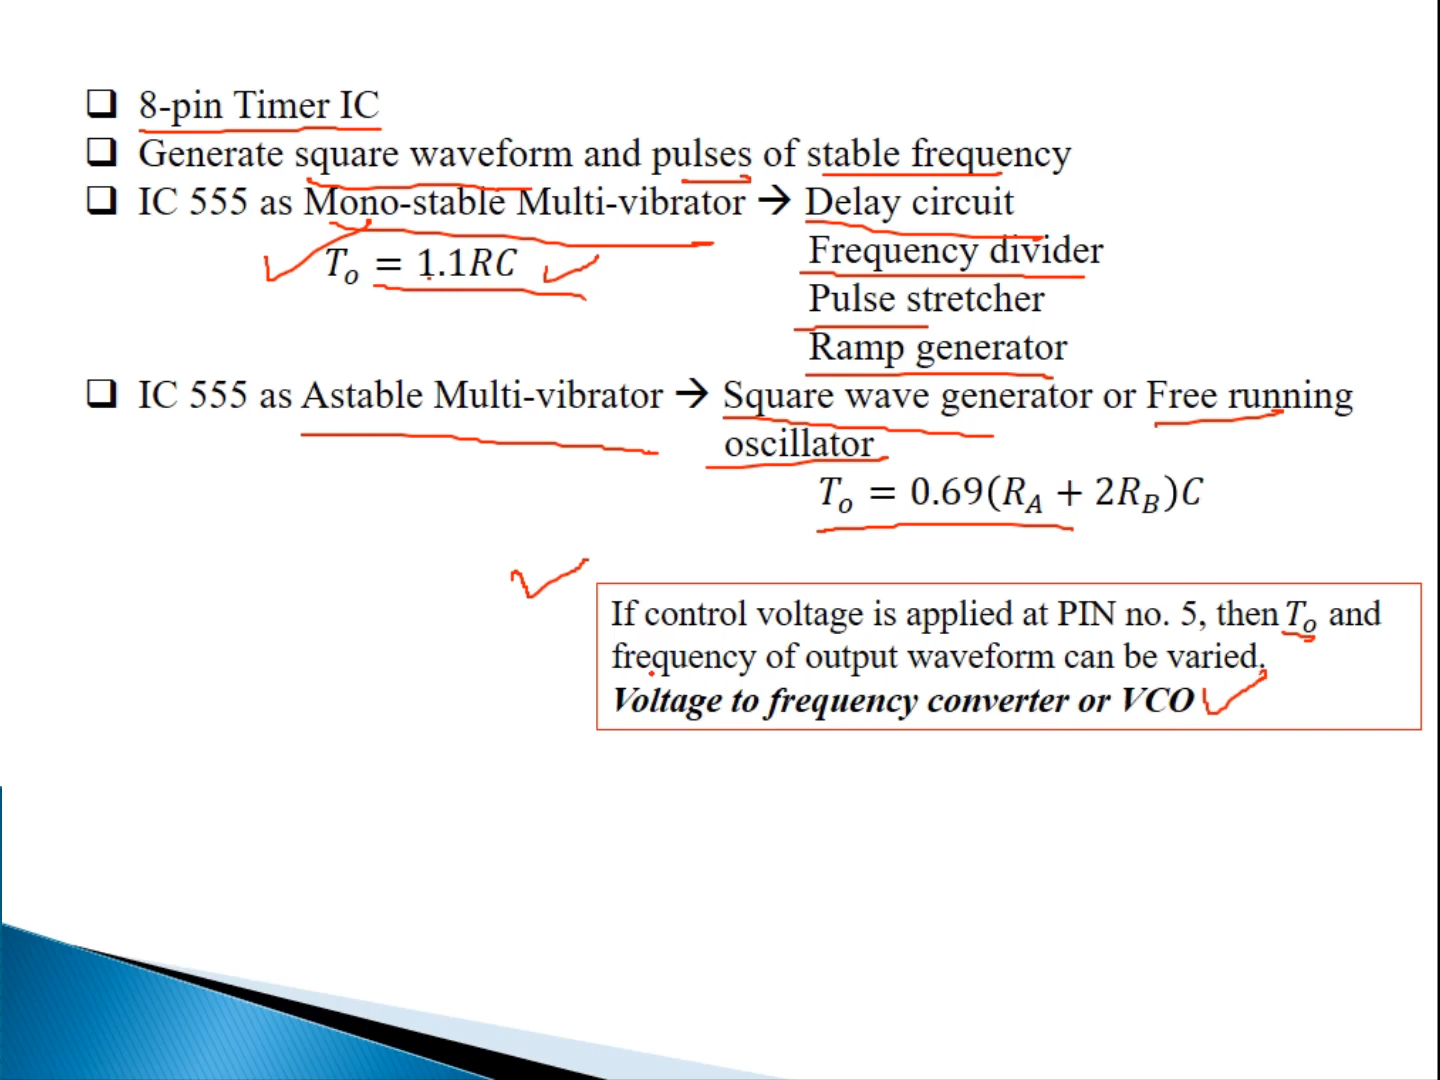 ❑ 8-pin Timer IC
❑ Generate square waveform and pulses of stable frequency
❑ IC 555 as Mono-stable Multi-vibrator → Delay circuit
Frequency divider
Pulse stretcher
Ramp generator
T_o = 1.1RC
❑ IC 555 as Astable Multi-vibrator → Square wave generator or Free running
oscillator
T_o = 0.69(R_A + 2R_B)C
If control voltage is applied at PIN no. 5, then T_o and
frequency of output waveform can be varied.
Voltage to frequency converter or VCO